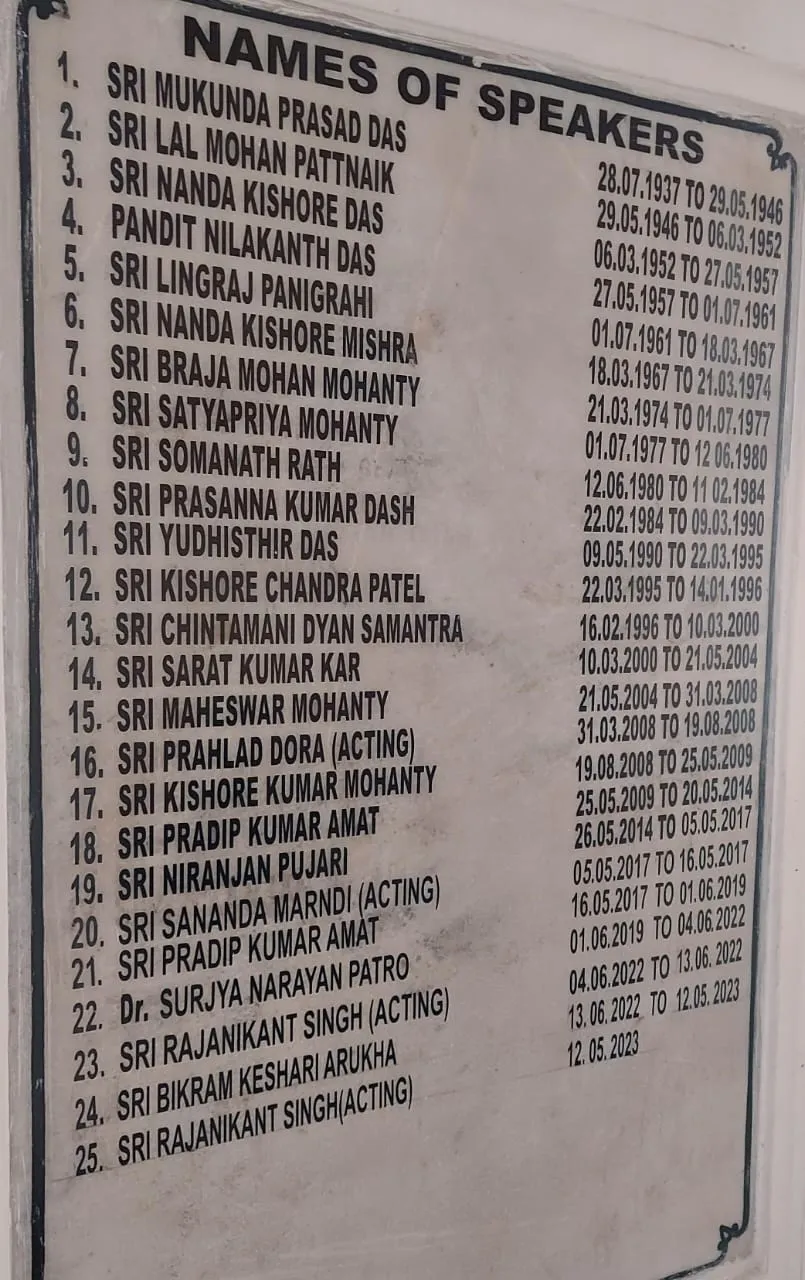 NAMES OF SPEAKERS
1. SRI MUKUNDA PRASAD DAS 28.07.1937 TO 29.05.1946
2. SRI LAL MOHAN PATTNAIK 29.05.1946 TO 06.03.1952
3. SRI NANDA KISHORE DAS 06.03.1952 TO 27.05.1957
4. PANDIT NILAKANTH DAS 27.05.1957 TO 01.07.1961
5. SRI LINGRAJ PANIGRAHI 01.07.1961 TO 18.03.1967
6. SRI NANDA KISHORE MISHRA 18.03.1967 TO 21.03.1974
7. SRI BRAJA MOHAN MOHANTY 21.03.1974 TO 01.07.1977
8. SRI SATYAPRIYA MOHANTY 01.07.1977 TO 12 06.1980
9. SRI SOMANATH RATH 12.06.1980 TO 11 02.1984
10. SRI PRASANNA KUMAR DASH 22.02.1984 TO 09.03.1990
11. SRI YUDHISTHIR DAS 09.05.1990 TO 22.03.1995
12. SRI KISHORE CHANDRA PATEL 22.03.1995 TO 14.01.1996
13. SRI CHINTAMANI DYAN SAMANTRA 16.02.1996 TO 10.03.2000
14. SRI SARAT KUMAR KAR 10.03.2000 TO 21.05.2004
15. SRI MAHESWAR MOHANTY 21.05.2004 TO 31.03.2008
16. SRI PRAHLAD DORA (ACTING) 31.03.2008 TO 19.08.2008
17. SRI KISHORE KUMAR MOHANTY 19.08.2008 TO 25.05.2009
18. SRI PRADIP KUMAR AMAT 25.05.2009 TO 20.05.2014
19. SRI NIRANJAN PUJARI 26.05.2014 TO 05.05.2017
20. SRI SANANDA MARNDI (ACTING) 05.05.2017 TO 16.05.2017
21. SRI PRADIP KUMAR AMAT 16.05.2017 TO 01.06.2019
22. Dr. SURJYA NARAYAN PATRO 01.06.2019 TO 04.06.2022
23. SRI RAJANIKANT SINGH (ACTING) 04.06.2022 TO 13.06. 2022
24. SRI BIKRAM KESHARI ARUKHA 13. 06. 2022 TO 12.05. 2023
25. SRI RAJANIKANT SINGH(ACTING) 12. 05. 2023